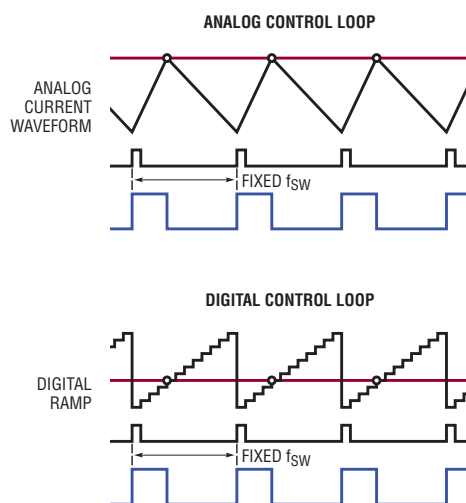 ANALOG CONTROL LOOP
ANALOG
CURRENT
WAVEFORM
FIXED fSW
DIGITAL CONTROL LOOP
DIGITAL
RAMP
FIXED fSW